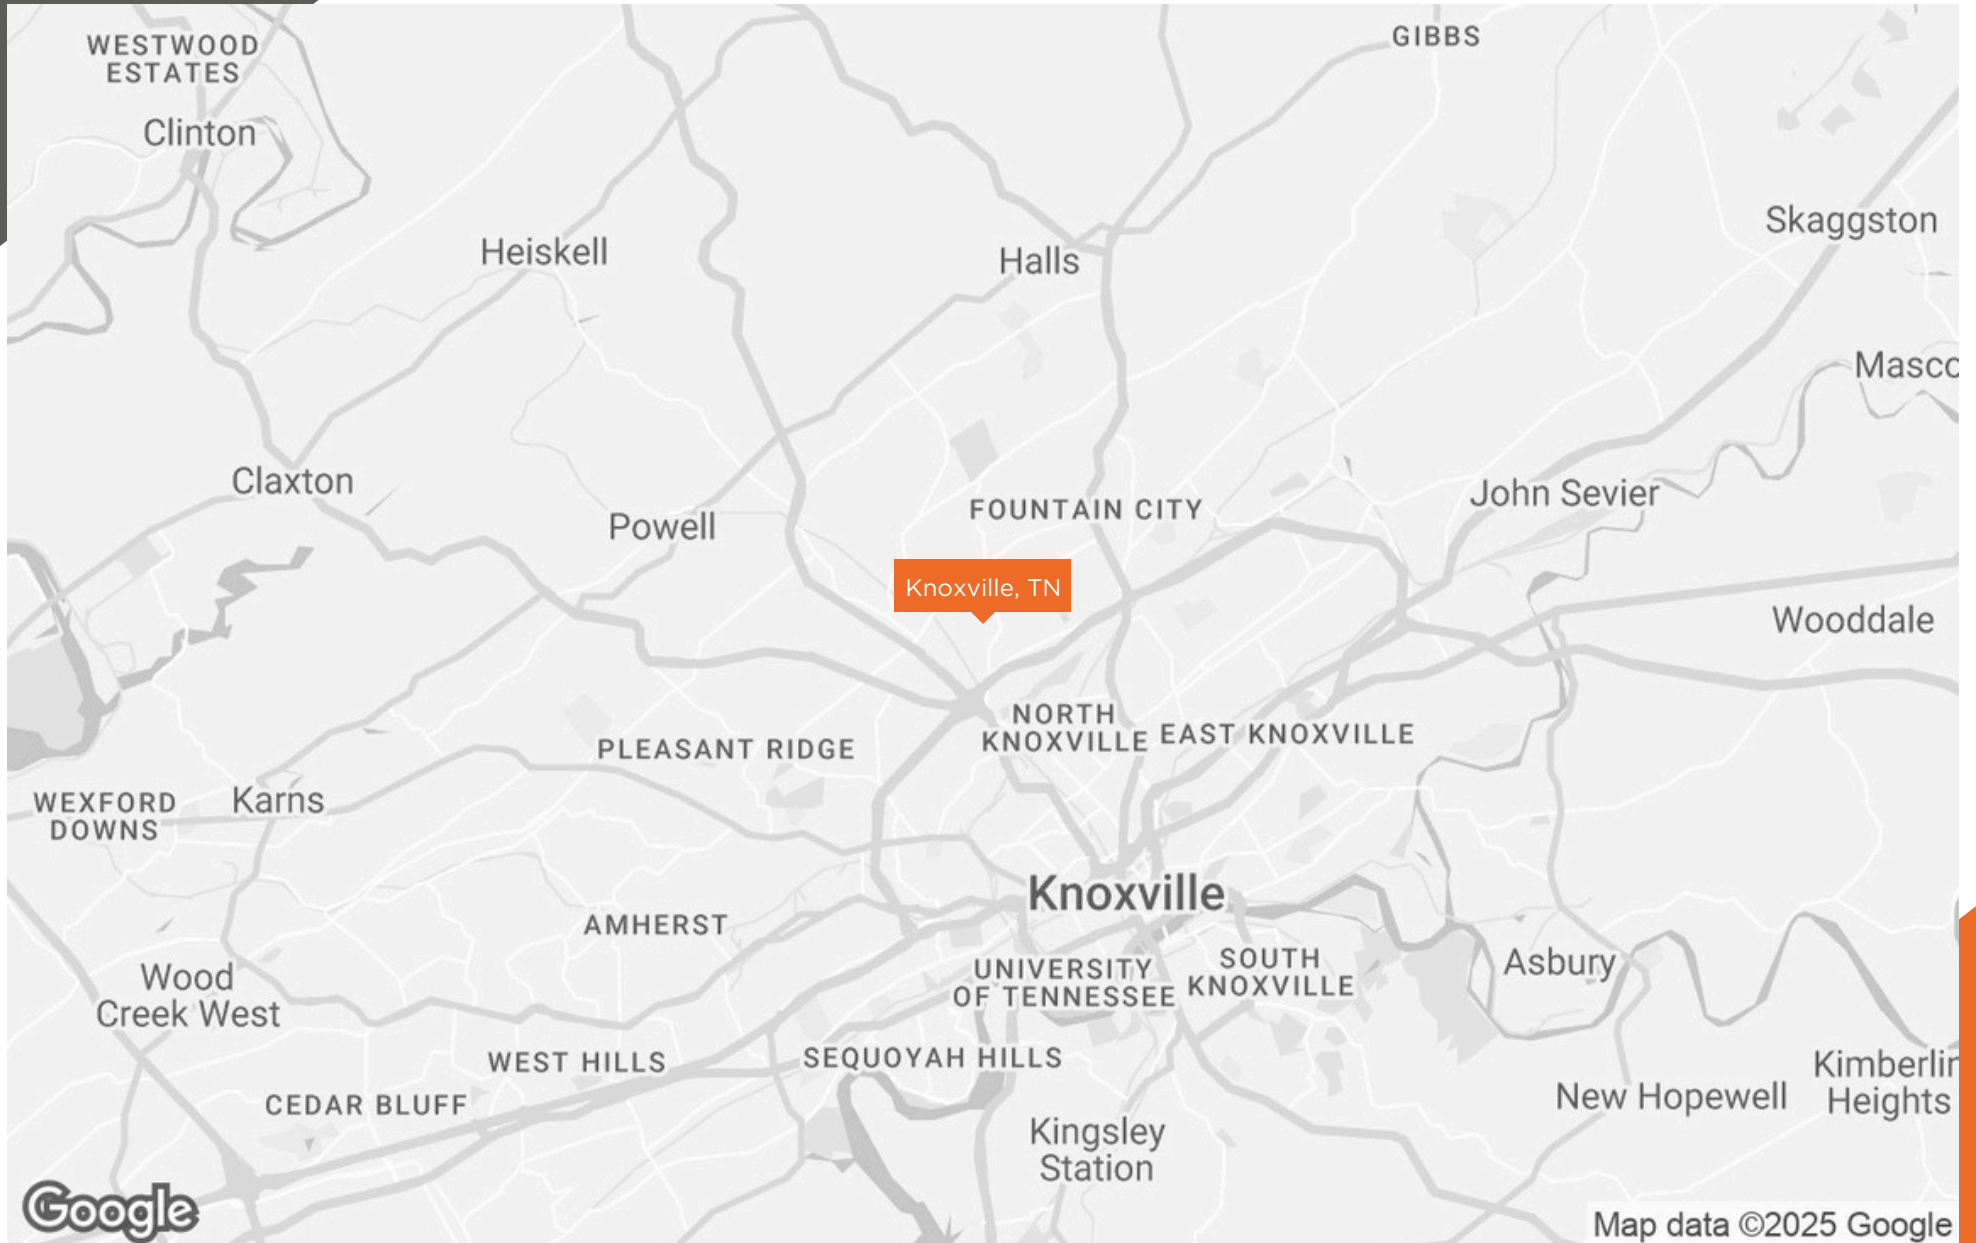 WESTWOOD
ESTATES
GIBBS
Clinton
Skaggston
Heiskell
Halls
Masco
Claxton
John Sevier
FOUNTAIN CITY
Powell
Knoxville, TN
Wooddale
NORTH
KNOXVILLE
EAST KNOXVILLE
PLEASANT RIDGE
WEXFORD
DOWNS
Karns
Knoxville
AMHERST
Wood
Creek West
UNIVERSITY
OF TENNESSEE
SOUTH
KNOXVILLE
Asbury
WEST HILLS
SEQUOYAH HILLS
Kimberlin
Heights
CEDAR BLUFF
New Hopewell
Kingsley
Station
Google
Map data ©2025 Google